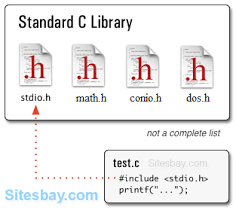 Standard C Library
.h .h .h .h
stdio.h math.h conio.h dos.h
not a complete list
test.c Sitesbay.com
#include <stdio.h>
printf("...");
Sitesbay.com